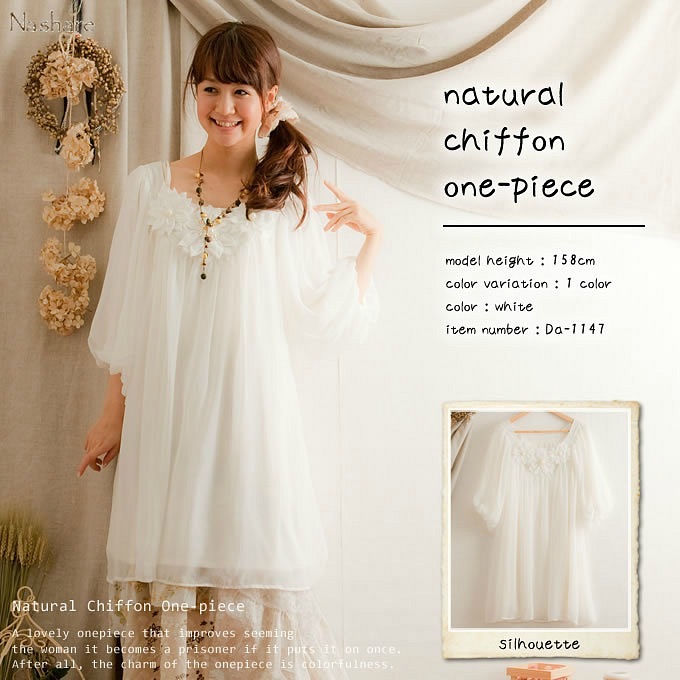 Nashare
natural
chiffon
one-piece
model height : 158cm
color variation : 1 color
color : white
item number : Da-1147
Silhouette
Natural Chiffon One-piece
A lovely onepiece that improves seeming
the woman it becomes a prisoner if it puts it on once.
After all, the charm of the onepiece is colorfulness.